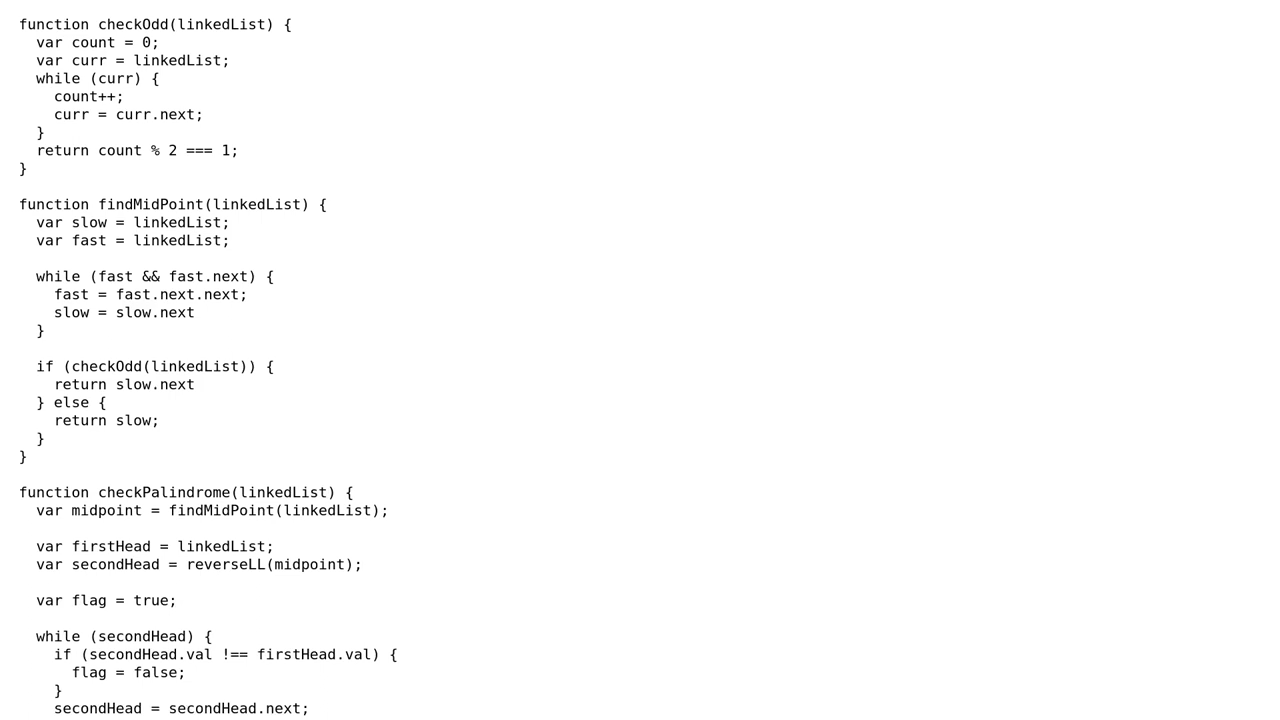 function checkOdd(linkedList) {
  var count = 0;
  var curr = linkedList;
  while (curr) {
    count++;
    curr = curr.next;
  }
  return count % 2 === 1;
}

function findMidPoint(linkedList) {
  var slow = linkedList;
  var fast = linkedList;

  while (fast && fast.next) {
    fast = fast.next.next;
    slow = slow.next
  }

  if (checkOdd(linkedList)) {
    return slow.next
  } else {
    return slow;
  }
}

function checkPalindrome(linkedList) {
  var midpoint = findMidPoint(linkedList);

  var firstHead = linkedList;
  var secondHead = reverseLL(midpoint);

  var flag = true;

  while (secondHead) {
    if (secondHead.val !== firstHead.val) {
      flag = false;
    }
    secondHead = secondHead.next;